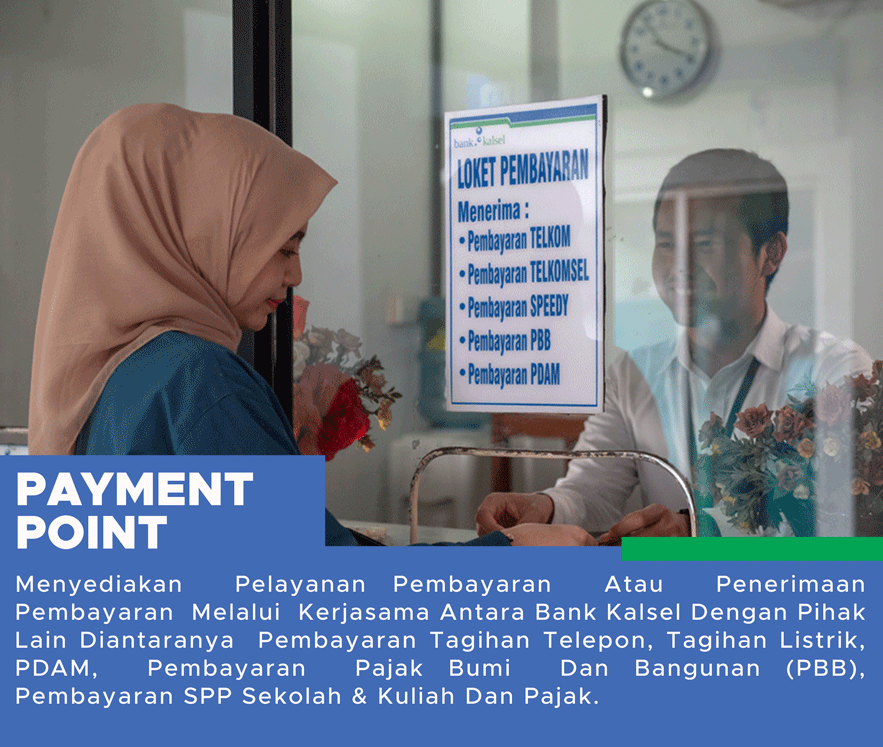 bank kalsel
LOKET PEMBAYARAN
Menerima :
• Pembayaran TELKOM
• Pembayaran TELKOMSEL
• Pembayaran SPEEDY
• Pembayaran PBB
• Pembayaran PDAM
PAYMENT
POINT
Menyediakan Pelayanan Pembayaran Atau Penerimaan
Pembayaran Melalui Kerjasama Antara Bank Kalsel Dengan Pihak
Lain Diantaranya Pembayaran Tagihan Telepon, Tagihan Listrik,
PDAM, Pembayaran Pajak Bumi Dan Bangunan (PBB),
Pembayaran SPP Sekolah & Kuliah Dan Pajak.